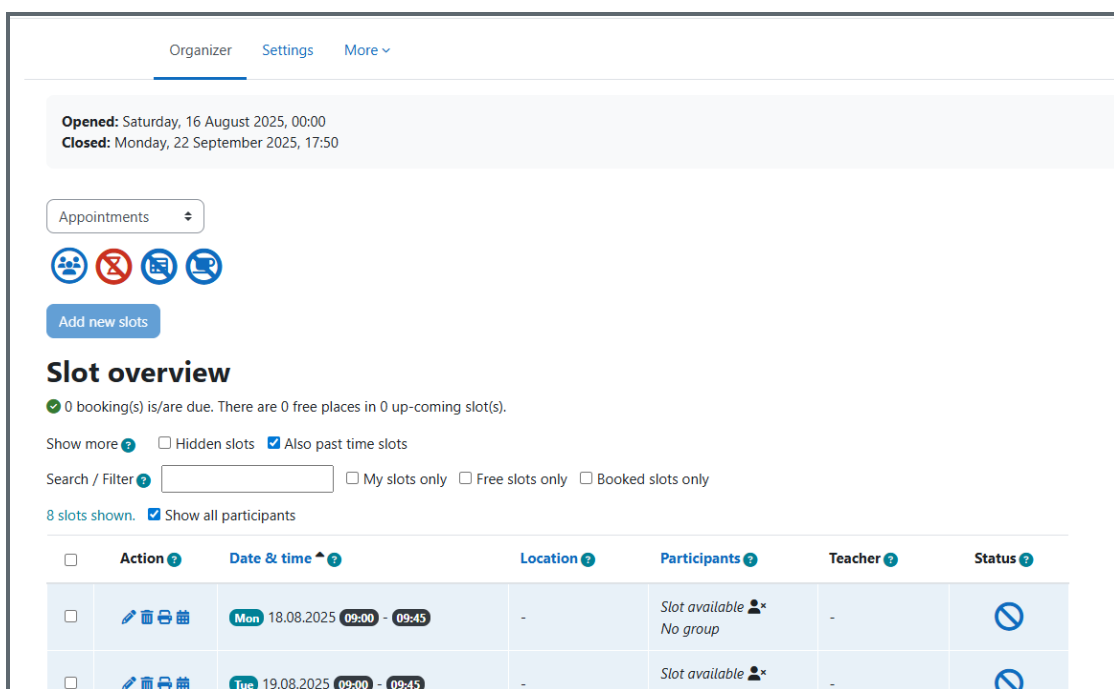 Organizer Settings More
Opened: Saturday, 16 August 2025, 00:00
Closed: Monday, 22 September 2025, 17:50
Appointments
Add new slots
Slot overview
0 booking(s) is/are due. There are 0 free places in 0 up-coming slot(s).
Show more ? Hidden slots Also past time slots
Search / Filter ? My slots only Free slots only Booked slots only
8 slots shown. Show all participants
Action ? Date & time ? Location ? Participants ? Teacher ? Status ?
Mon 18.08.2025 09:00 - 09:45 - Slot available -
No group
Tue 19.08.2025 09:00 - 09:45 - Slot available -